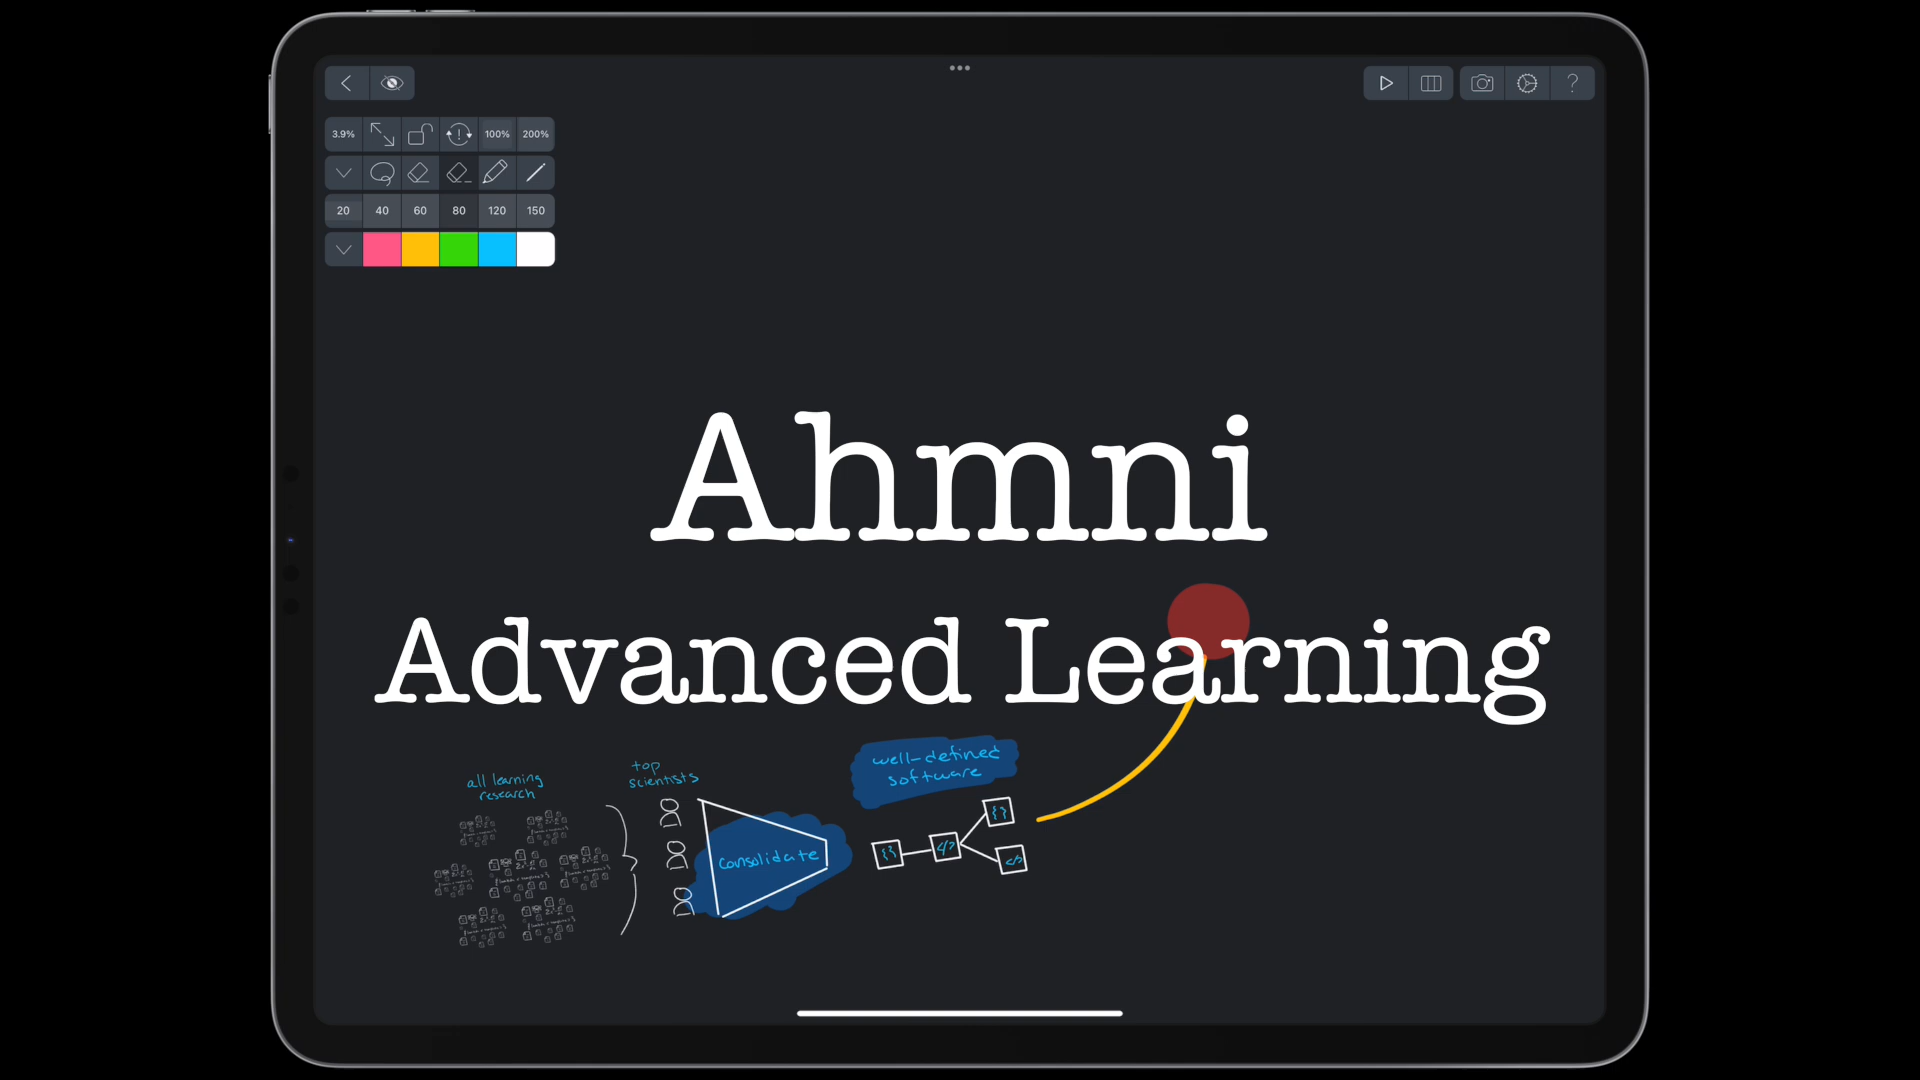 3.9%
100%
200%
20
40
60
80
120
150
?
Ahmni
Advanced Learning
all learning
research
top
scientists
consolidate
well-defined
software
{}
</>
{}
</>